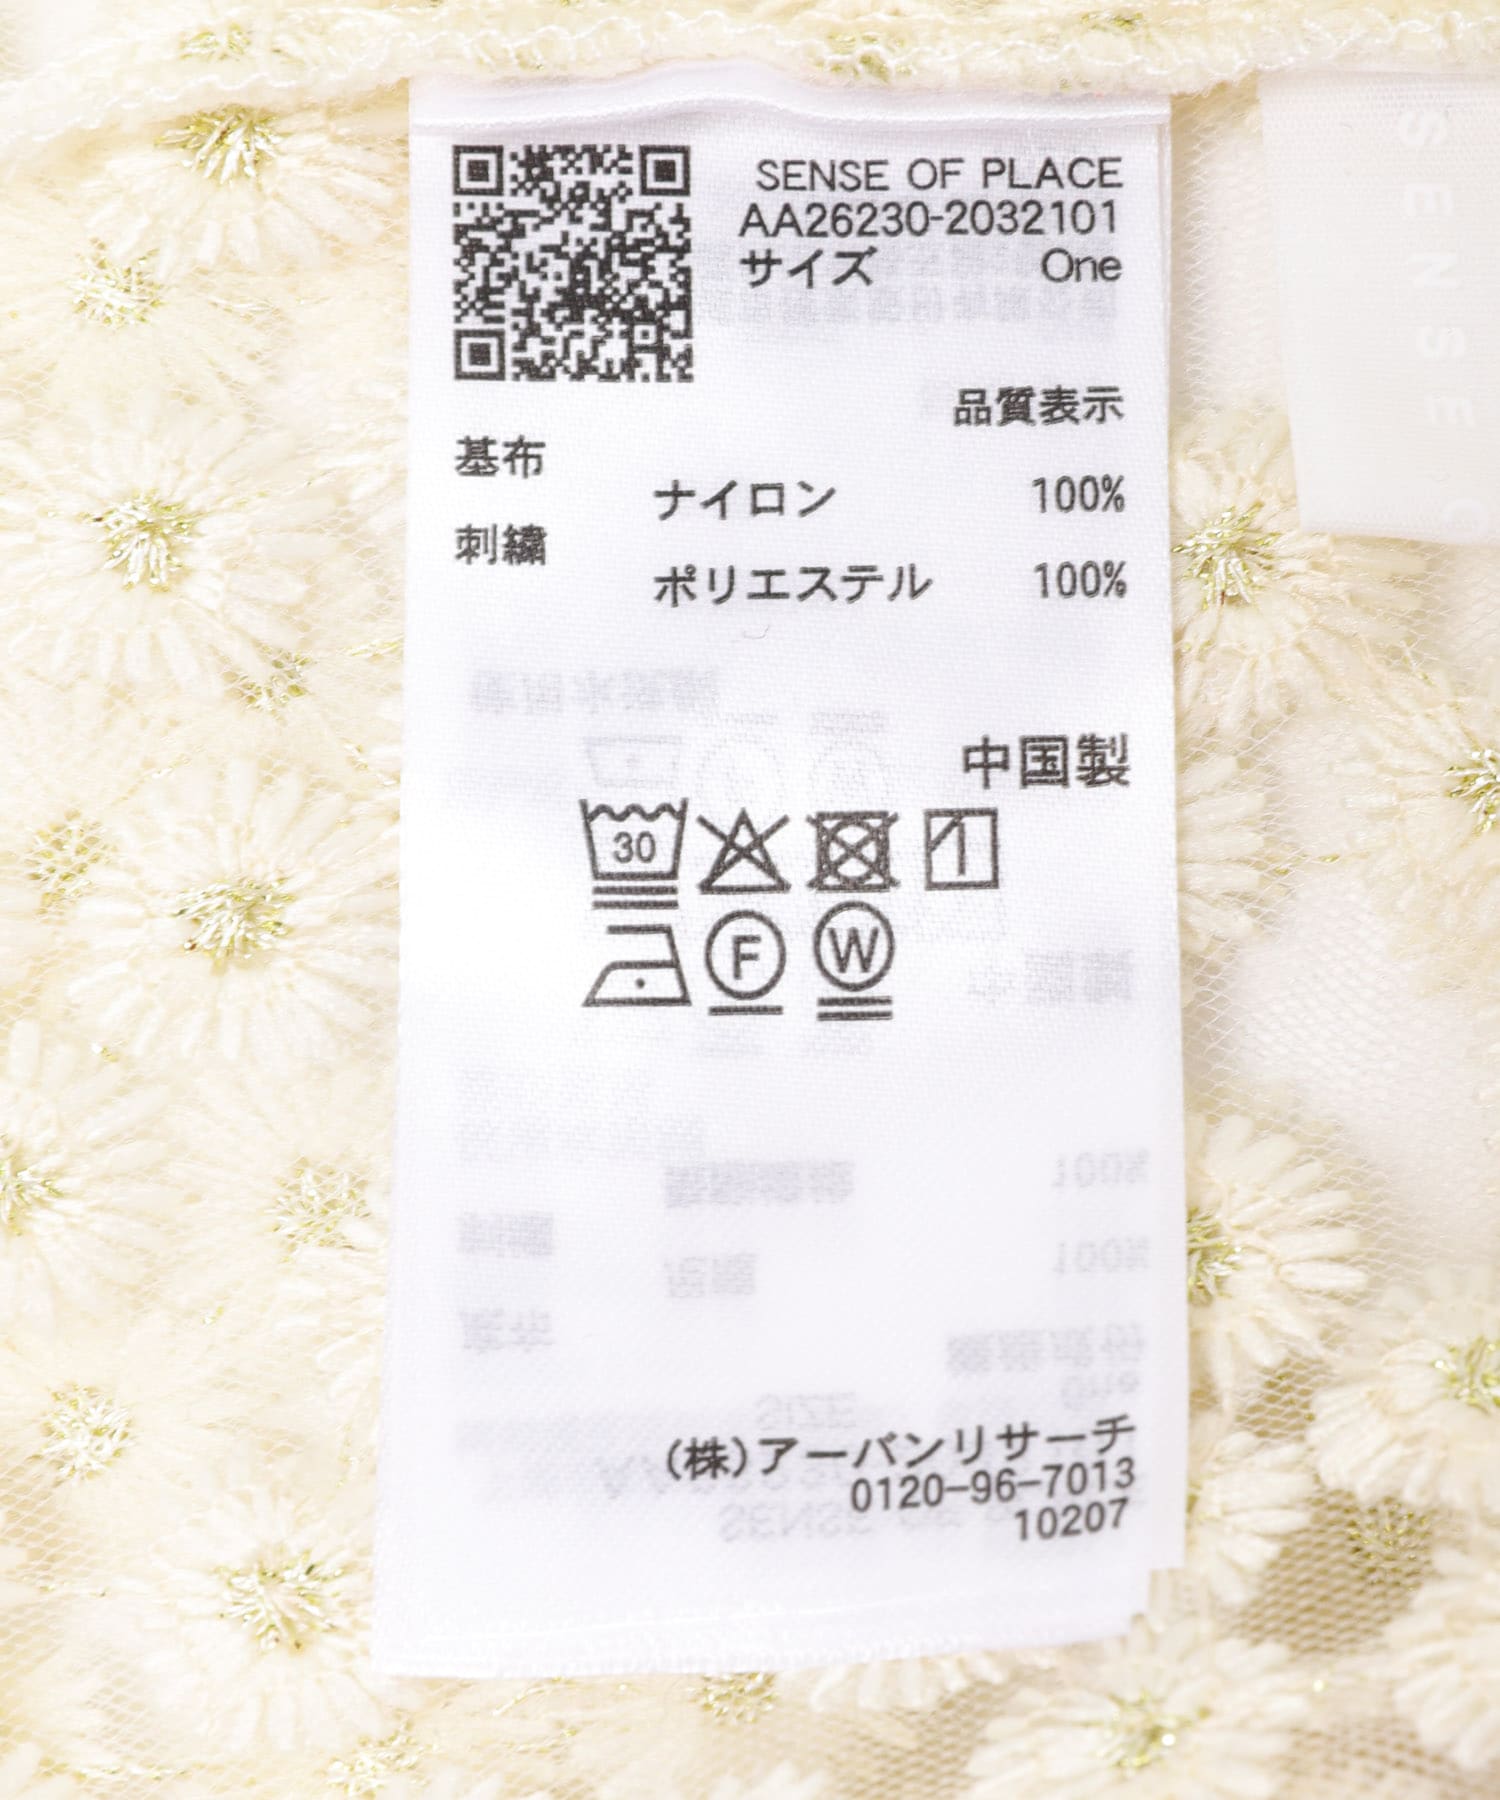 SENSE OF PLACE
AA26230-2032101
サイズ One
品質表示
基布
ナイロン 100%
刺繍
ポリエステル 100%
中国製
30
F W
(株)アーバンリサーチ
0120-96-7013
10207
SENSE